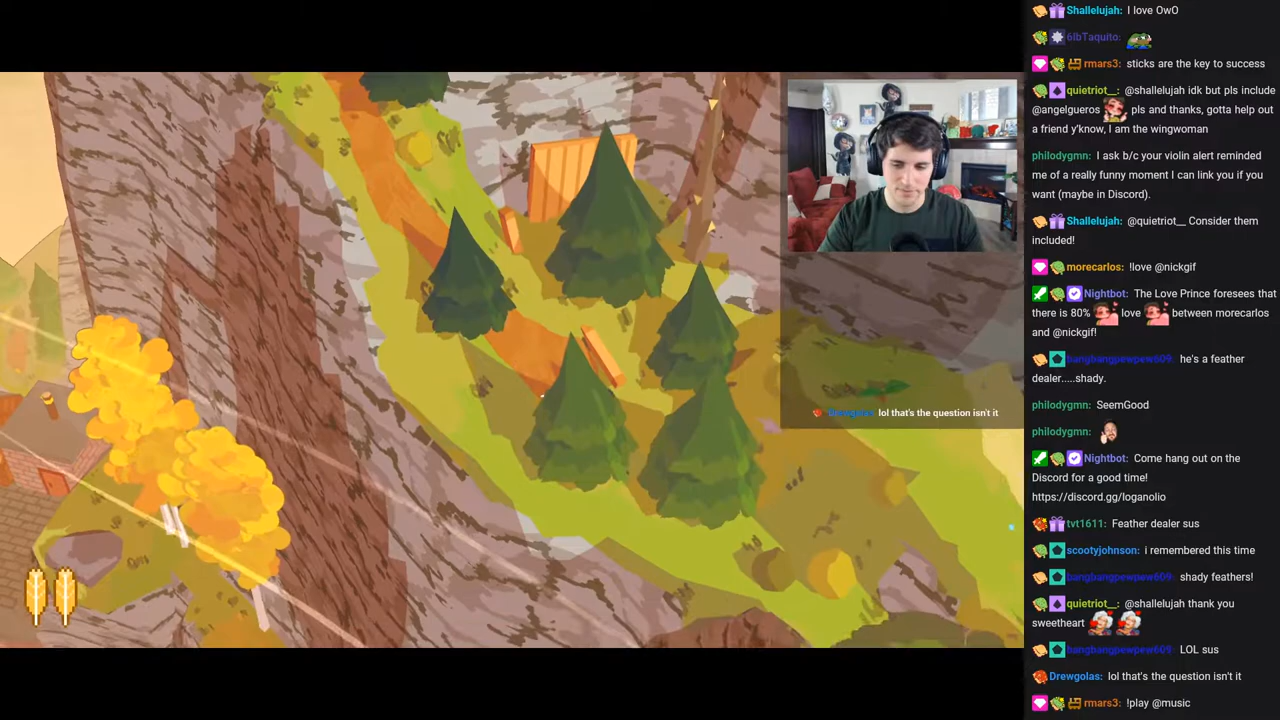 Shallelujah: I love OwO
6lbTaquito:
rmars3: sticks are the key to success
quietriot__: @shallelujah idk but pls include
@angelgueros pls and thanks, gotta help out
a friend y'know, I am the wingwoman
philodygmn: I ask b/c your violin alert reminded
me of a really funny moment I can link you if you
want (maybe in Discord).
Shallelujah: @quietriot__ Consider them
included!
morecarlos: !love @nickgif
Nightbot: The Love Prince foresees that
there is 80% love between morecarlos
and @nickgif!
bangbangpewpew609: he's a feather
dealer.....shady.
philodygmn: SeemGood
philodygmn:
Nightbot: Come hang out on the
Discord for a good time!
https://discord.gg/loganolio
tvt1611: Feather dealer sus
scootyjohnson: i remembered this time
bangbangpewpew609: shady feathers!
quietriot__: @shallelujah thank you
sweetheart
bangbangpewpew609: LOL sus
Drewgolas: lol that's the question isn't it
rmars3: !play @music
Drewgolas: lol that's the question isn't it